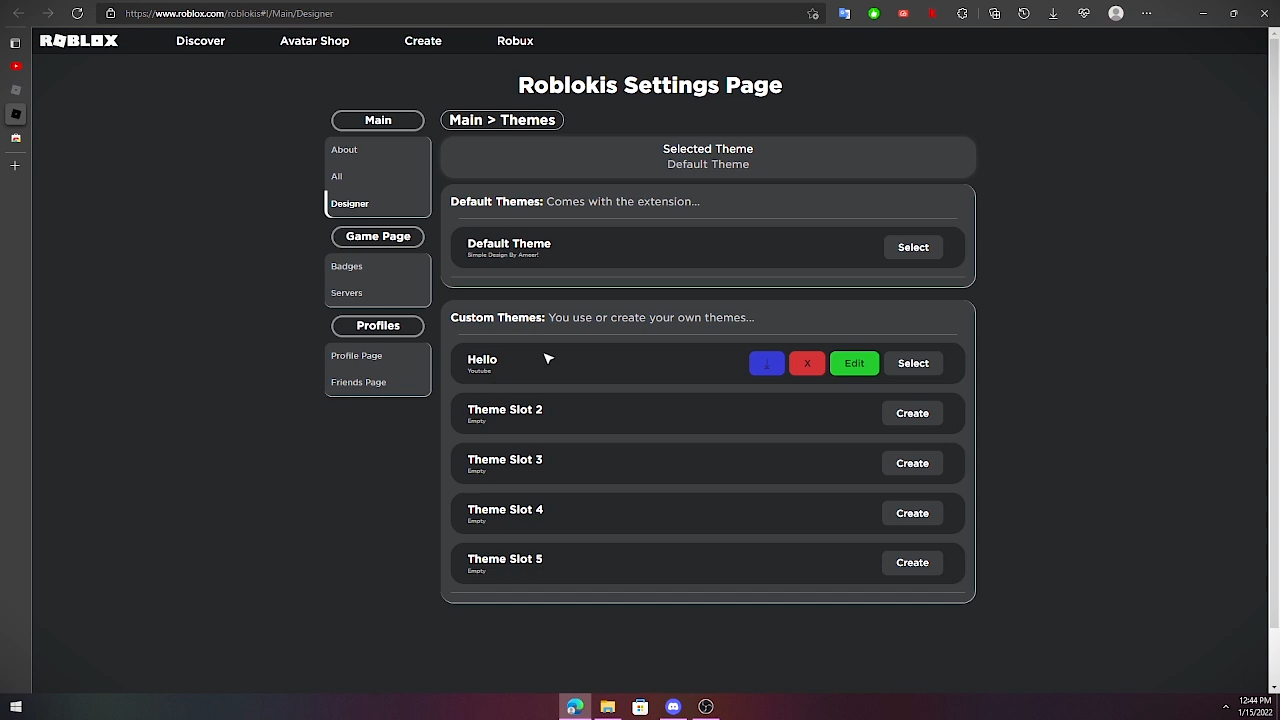 https://www.roblox.com/roblokis#!/Main/Designer
ROBLOX
Discover
Avatar Shop
Create
Robux
Roblokis Settings Page
Main
About
All
Designer
Game Page
Badges
Servers
Profiles
Profile Page
Friends Page
Main > Themes
Selected Theme
Default Theme
Default Themes: Comes with the extension...
Default Theme
Simple Design By Ameer!
Select
Custom Themes: You use or create your own themes...
Hello
Youtube
X
Edit
Select
Theme Slot 2
Empty
Create
Theme Slot 3
Empty
Create
Theme Slot 4
Empty
Create
Theme Slot 5
Empty
Create
12:44 PM
1/15/2022